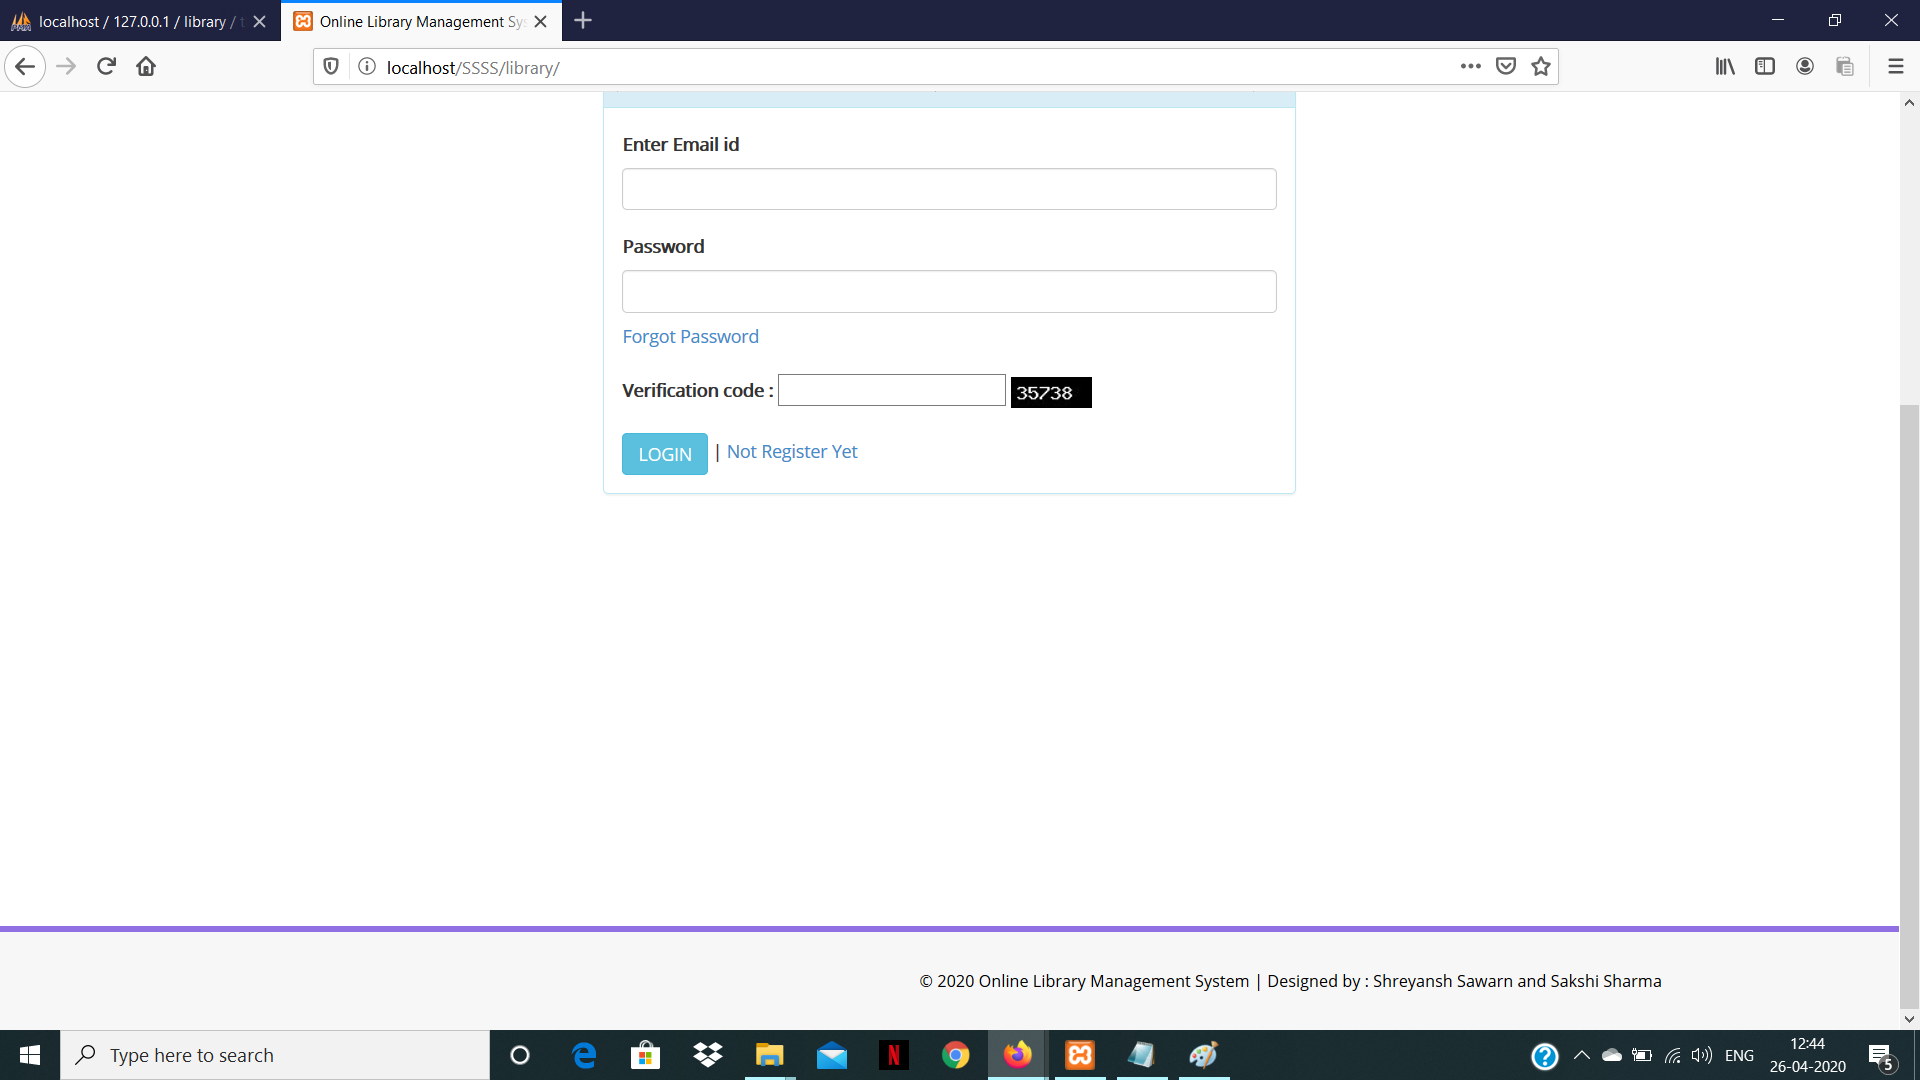 localhost / 127.0.0.1 / library / t
Online Library Management Sys
localhost/SSSS/library/
Enter Email id
Password
Forgot Password
Verification code : 35738
LOGIN | Not Register Yet
© 2020 Online Library Management System | Designed by : Shreyansh Sawarn and Sakshi Sharma
Type here to search
ENG
12:44
26-04-2020
5